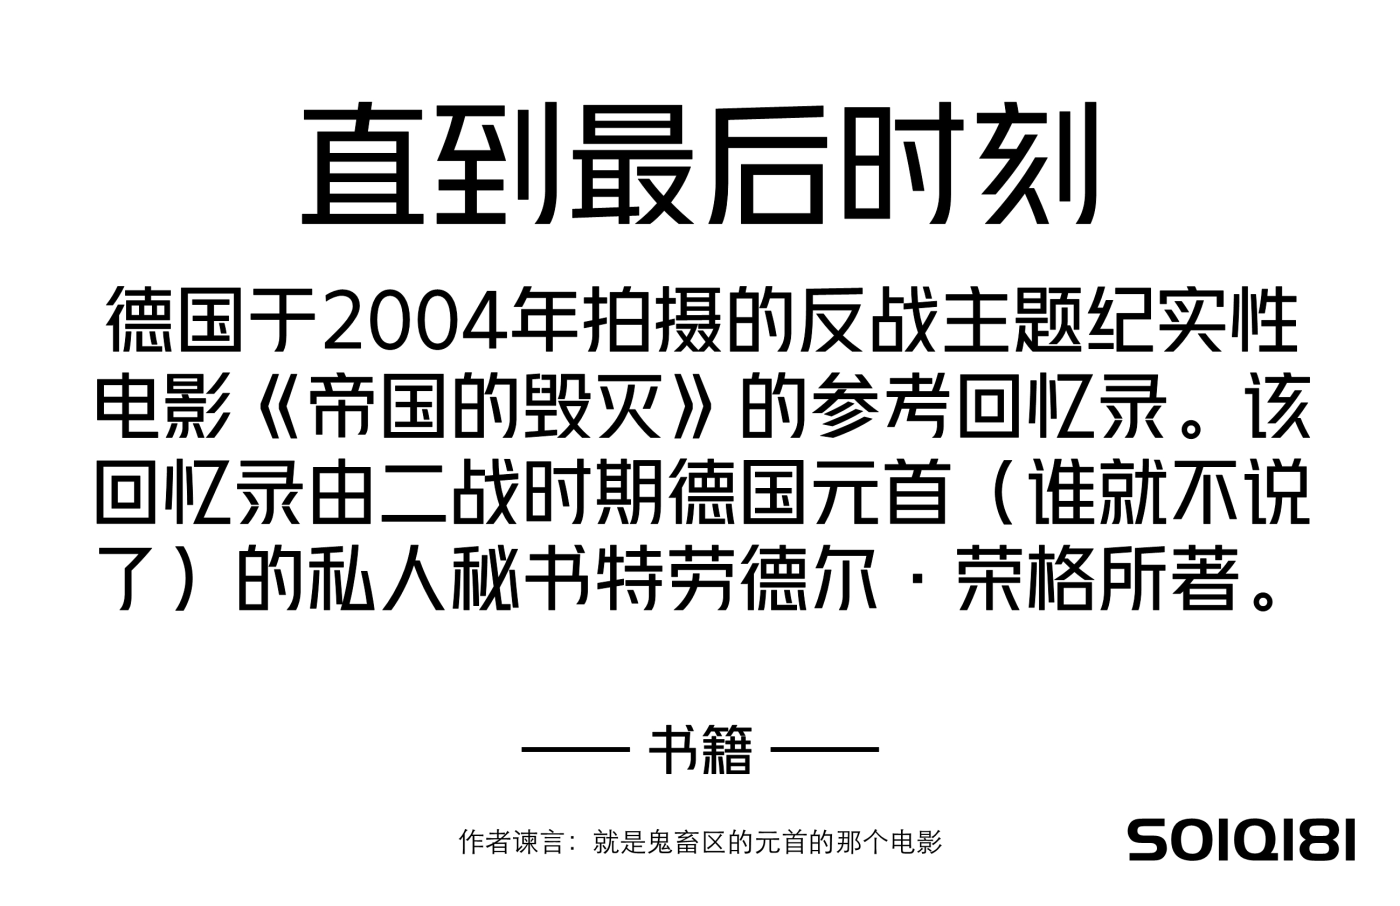 直到最后时刻
德国于2004年拍摄的反战主题纪实性
电影《帝国的毁灭》的参考回忆录。该
回忆录由二战时期德国元首（谁就不说
了）的私人秘书特劳德尔·荣格所著。
书籍
作者谏言：就是鬼畜区的元首的那个电影
SO1Q181